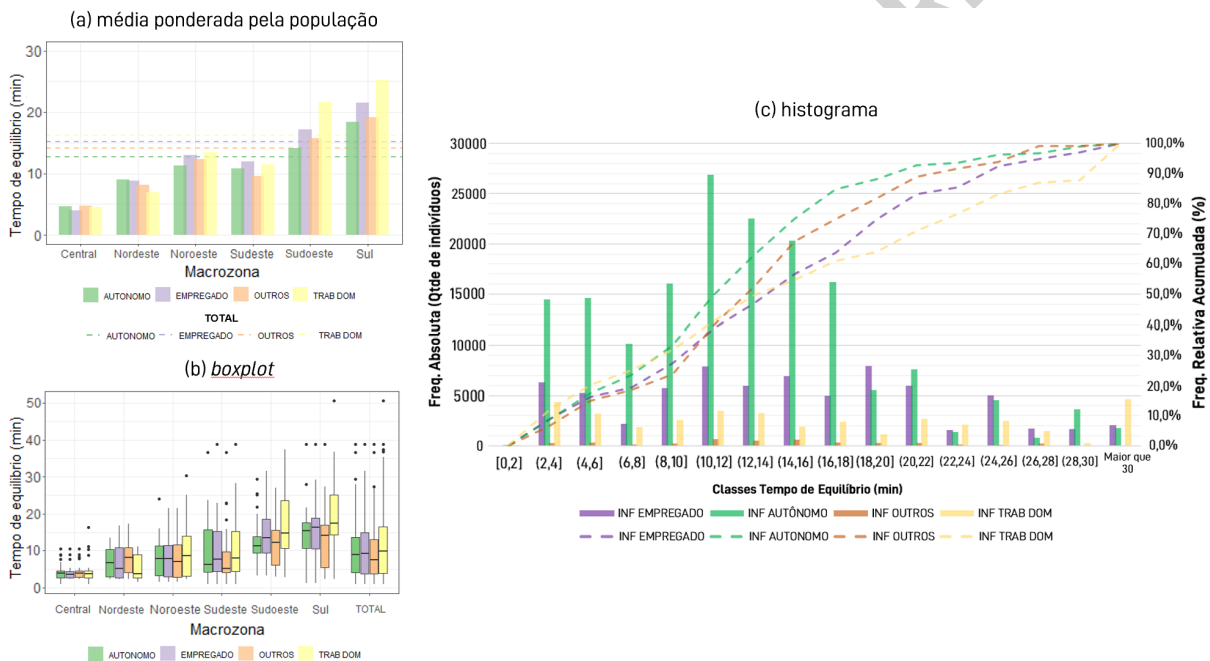 (a) média ponderada pela população
Tempo de equilibrio (min)
30
20
10
0
Central Nordeste Noroeste Sudeste Sudoeste Sul
Macrozona
AUTONOMO EMPREGADO OUTROS TRAB DOM
TOTAL
AUTONOMO EMPREGADO OUTROS TRAB DOM
(b) boxplot
Tempo de equilibrio (min)
50
40
30
20
10
0
Central Nordeste Noroeste Sudeste Sudoeste Sul TOTAL
Macrozona
AUTONOMO EMPREGADO OUTROS TRAB DOM
(c) histograma
Freq. Absoluta (Qtde de indivíduos)
30000
25000
20000
15000
10000
5000
0
100,0%
90,0%
80,0%
70,0%
60,0%
50,0%
40,0%
30,0%
20,0%
10,0%
0,0%
Freq. Relativa Acumulada (%)
[0,2] (2,4] (4,6] (6,8] (8,10] (10,12] (12,14] (14,16] (16,18] (18,20] (20,22] (22,24] (24,26] (26,28] (28,30] Maior que
30
Classes Tempo de Equilíbrio (min)
INF EMPREGADO INF AUTÔNOMO INF OUTROS INF TRAB DOM
INF EMPREGADO INF AUTONOMO INF OUTROS INF TRAB DOM